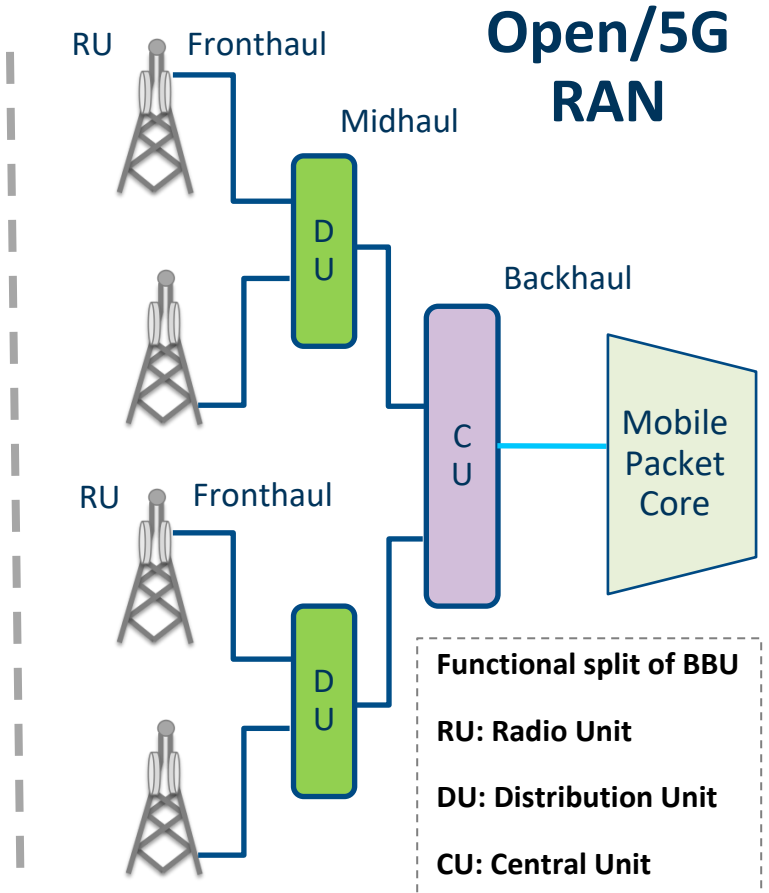 Open/5G
RAN
RU Fronthaul
Midhaul
D
U
Backhaul
C
U
Mobile
Packet
Core
RU Fronthaul
D
U
Functional split of BBU
RU: Radio Unit
DU: Distribution Unit
CU: Central Unit